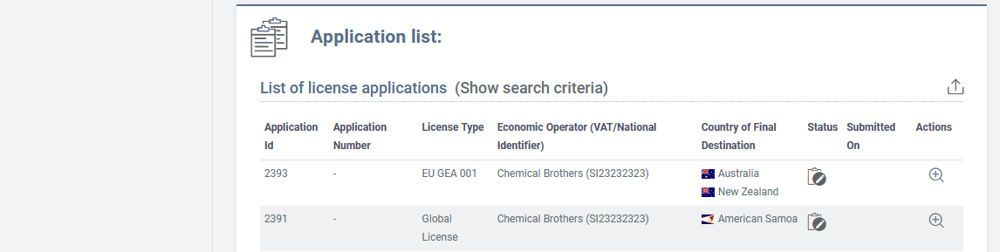 Application list:
List of license applications (Show search criteria)
Application Id Application Number License Type Economic Operator (VAT/National Identifier) Country of Final Destination Status Submitted On Actions
2393 - EU GEA 001 Chemical Brothers (SI23232323) Australia
New Zealand
2391 - Global License Chemical Brothers (SI23232323) American Samoa